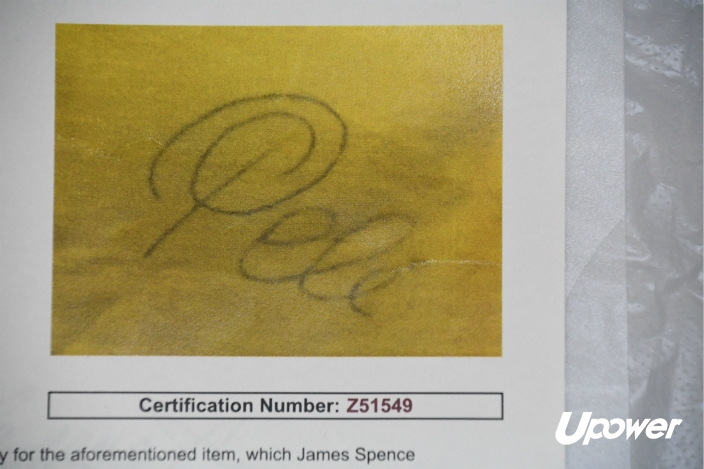 Pele
Certification Number: Z51549
y for the aforementioned item, which James Spence
Upower